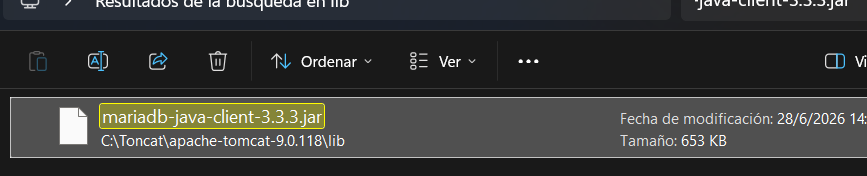 Resultados de la búsqueda en lib
-java-client-3.3.3.jar
Ordenar
Ver
mariadb-java-client-3.3.3.jar
Fecha de modificación: 28/6/2026 14:
C:\Toncat\apache-tomcat-9.0.118\lib
Tamaño: 653 KB